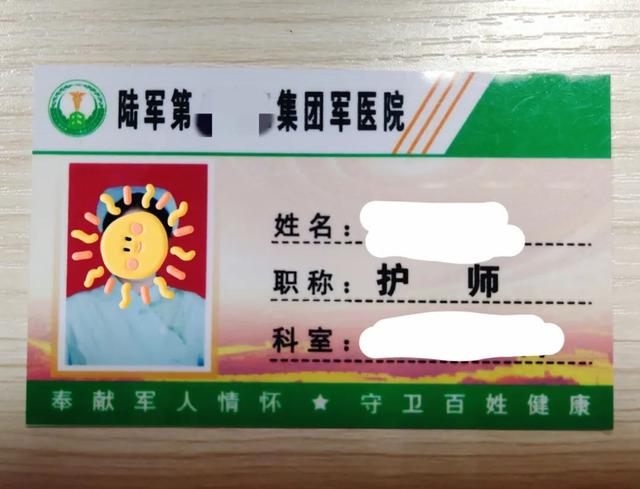 陆军第 集团军医院
姓名：
职称：护 师
科室：
奉献军人情怀 ★ 守卫百姓健康